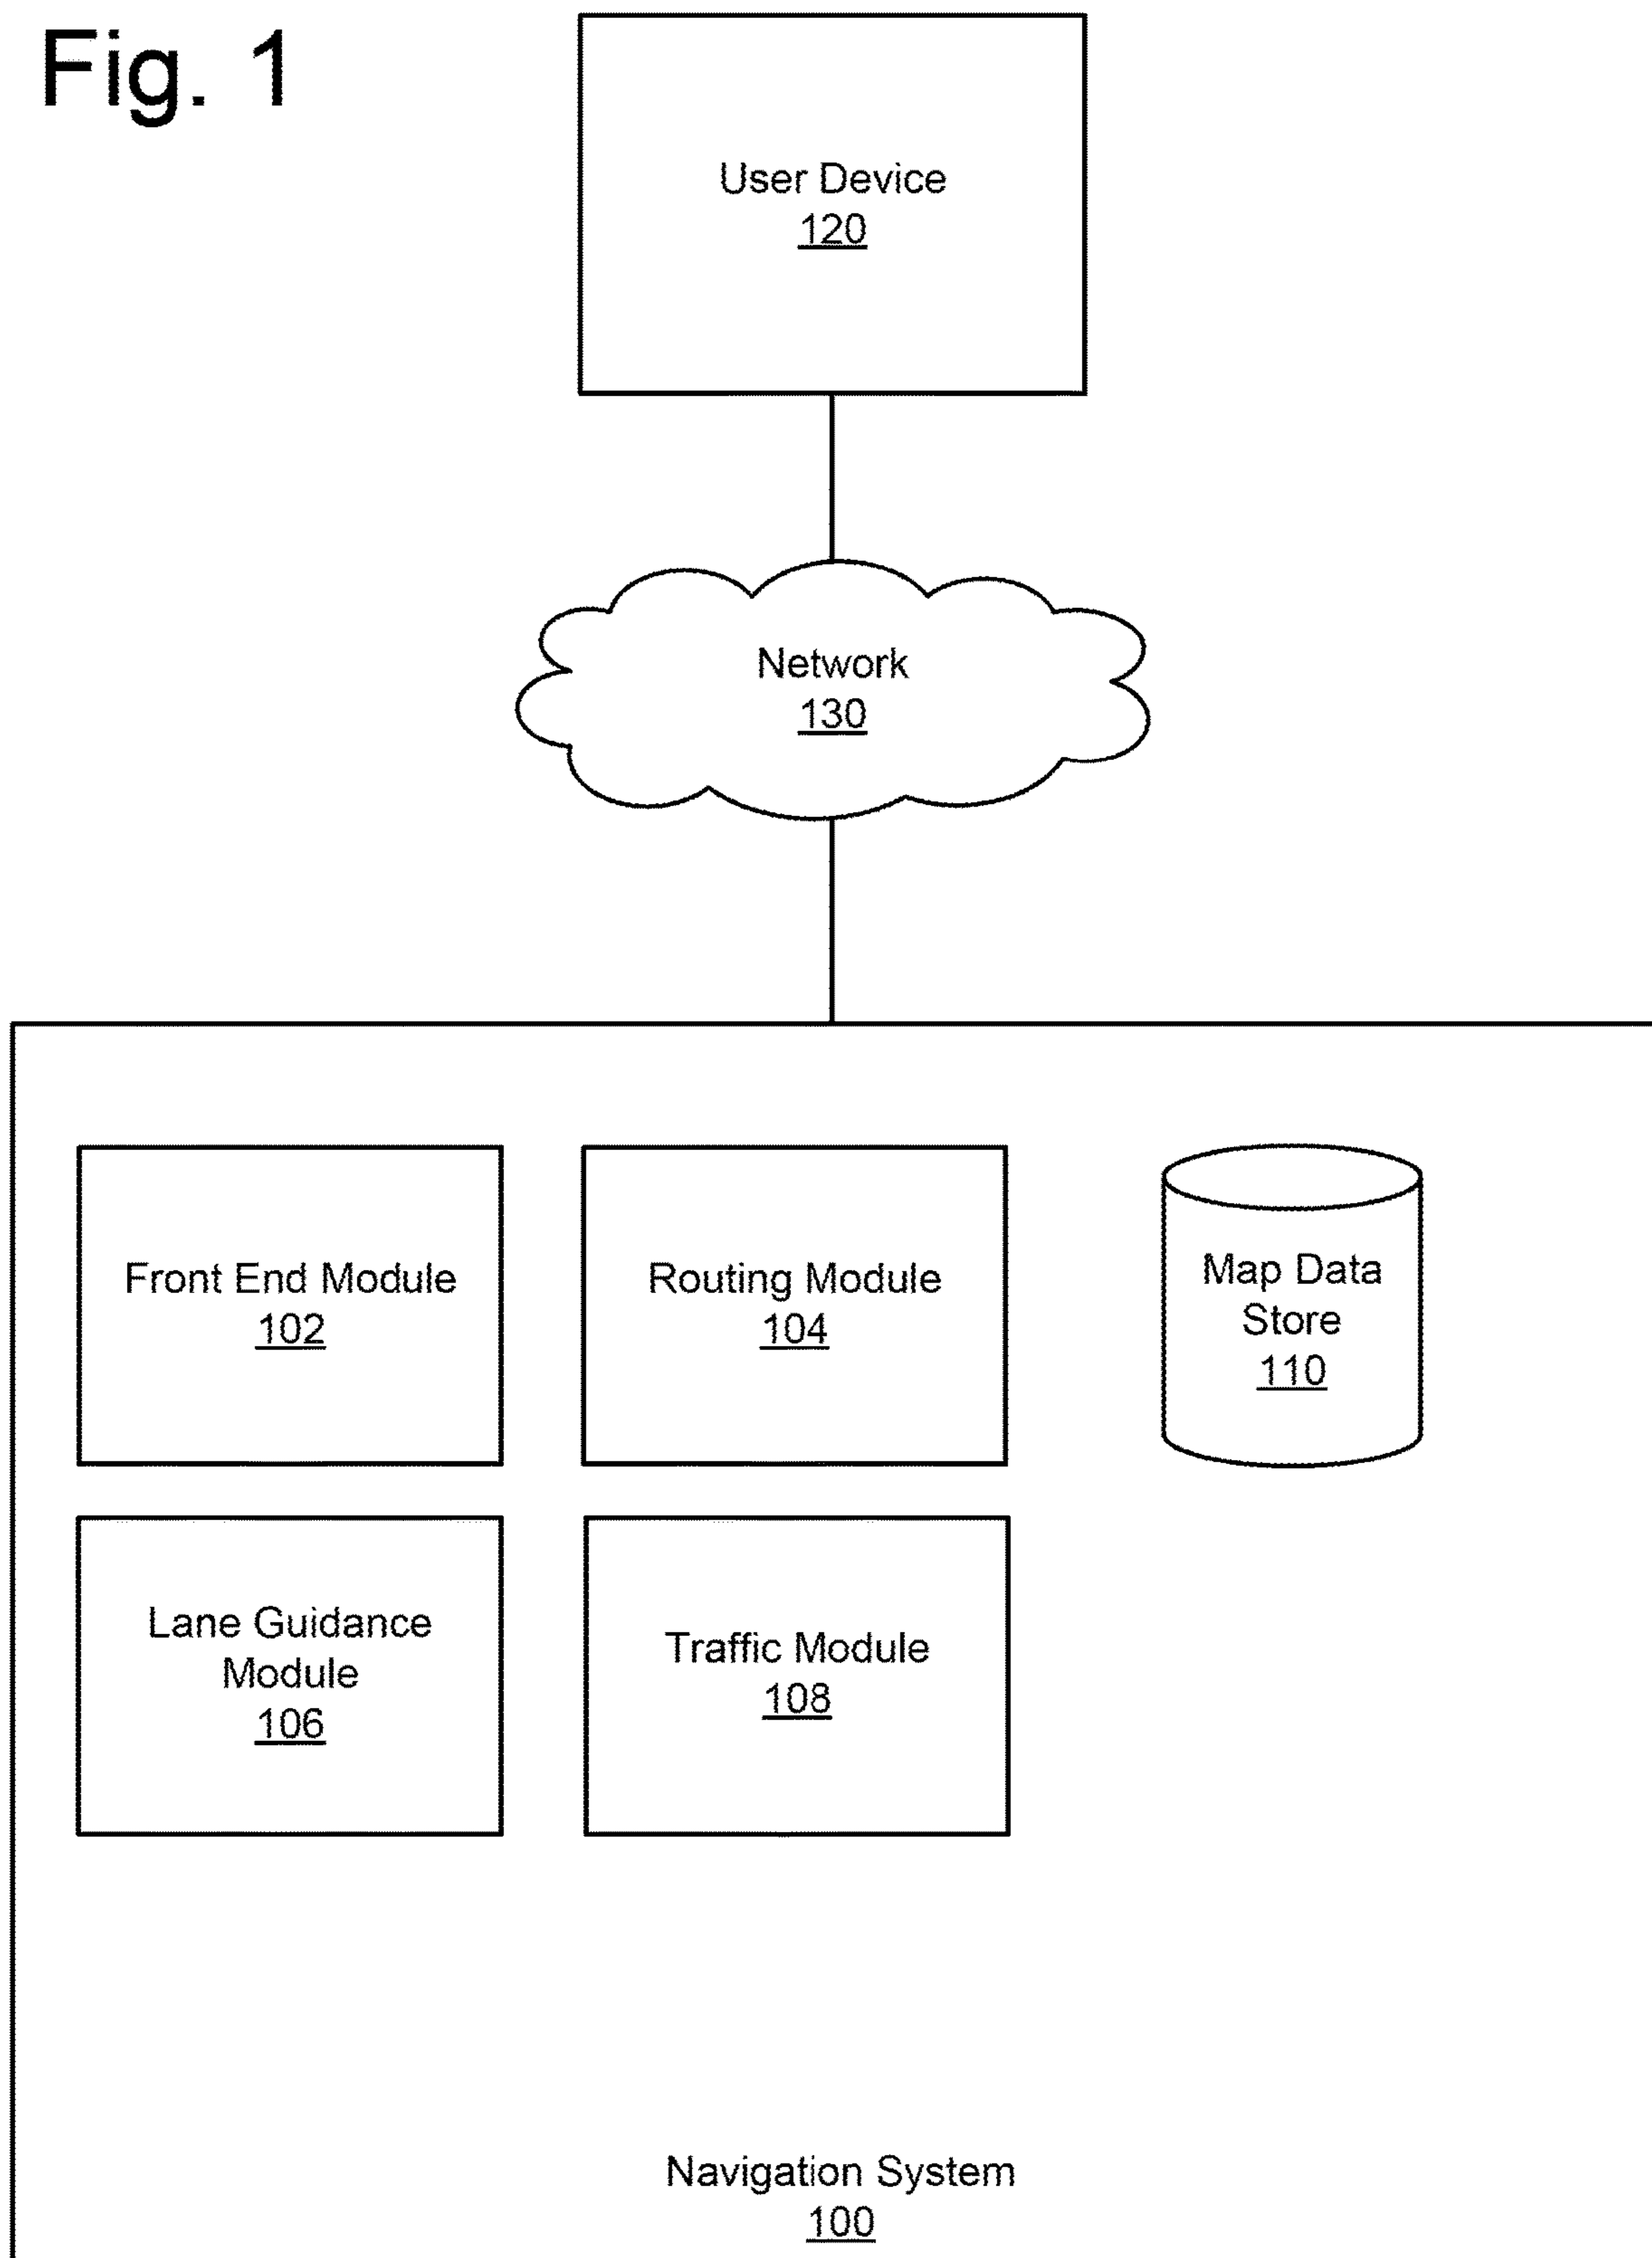 Fig. 1
User Device
120
Network
130
Front End Module
102
Routing Module
104
Map Data
Store
110
Lane Guidance
Module
106
Traffic Module
108
Navigation System
100